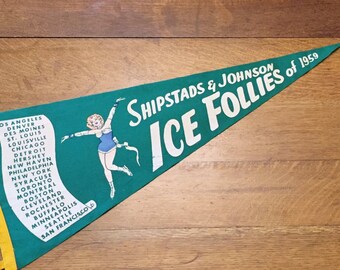 SHIPSTADS & JOHNSON
ICE FOLLIES of 1959
LOS ANGELES
DENVER
DES MOINES
ST. LOUIS
LOUISVILLE
CHICAGO
DETROIT
HERSHEY
NEW HAVEN
PHILADELPHIA
NEW YORK
SYRACUSE
TORONTO
MONTREAL
BOSTON
CLEVELAND
ROCHESTER
BUFFALO
MINNEAPOLIS
SEATTLE
SAN FRANCISCO